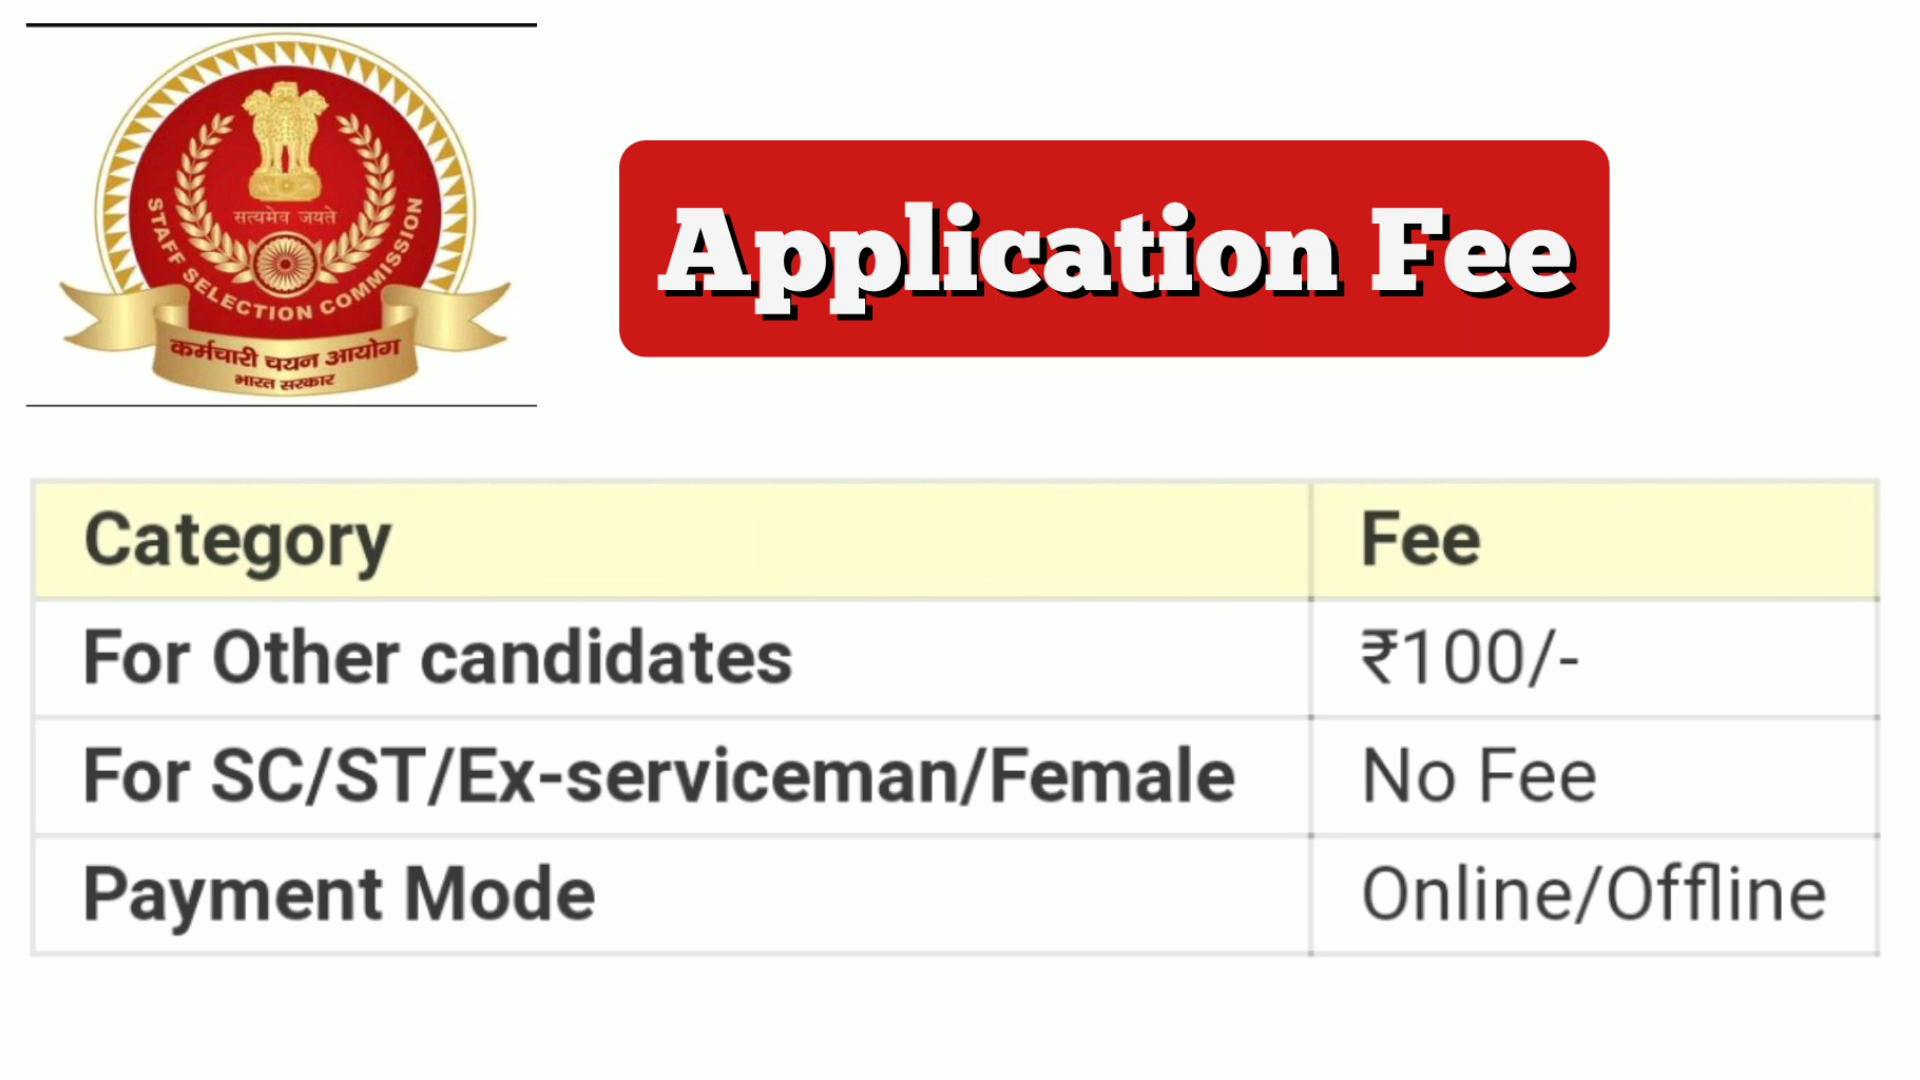 सत्यमेव जयते
STAFF SELECTION COMMISSION
कर्मचारी चयन आयोग
भारत सरकार
Application Fee
Category Fee
For Other candidates ₹100/-
For SC/ST/Ex-serviceman/Female No Fee
Payment Mode Online/Offline